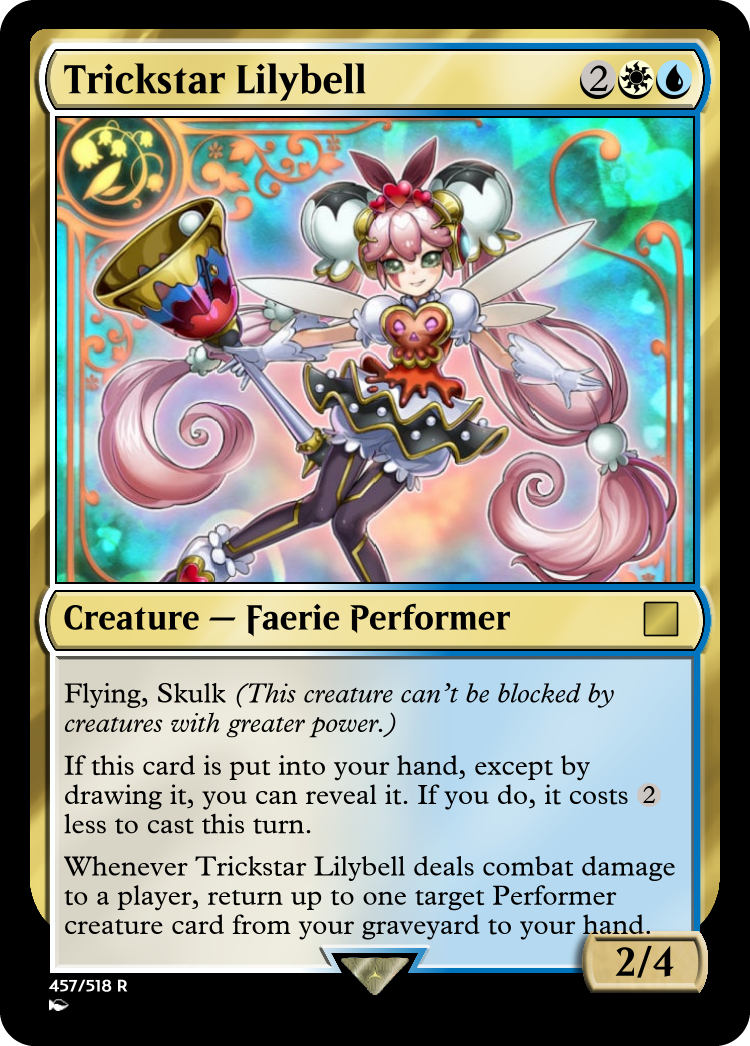 Trickstar Lilybell 2
Creature — Faerie Performer
Flying, Skulk (This creature can't be blocked by
creatures with greater power.)
If this card is put into your hand, except by
drawing it, you can reveal it. If you do, it costs 2
less to cast this turn.
Whenever Trickstar Lilybell deals combat damage
to a player, return up to one target Performer
creature card from your graveyard to your hand.
2/4
457/518 R